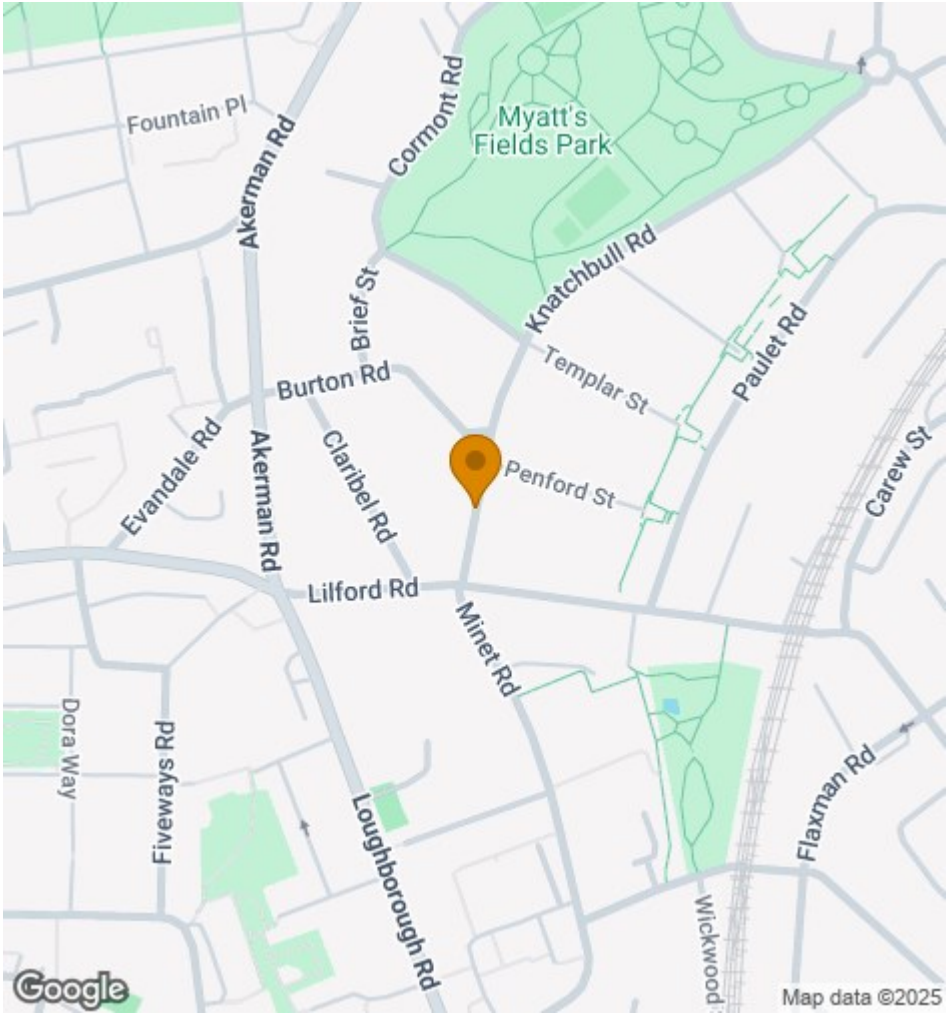 Fountain Pl
Akerman Rd
Cormont Rd
Myatt's
Fields Park
Knatchbull Rd
Brief St
Burton Rd
Templar St
Paulet Rd
Evandale Rd
Akerman Rd
Claribel Rd
Penford St
Carew St
Lilford Rd
Minet Rd
Dora Way
Fiveways Rd
Loughborough Rd
Flaxman Rd
Wickwood
Google
Map data ©2025